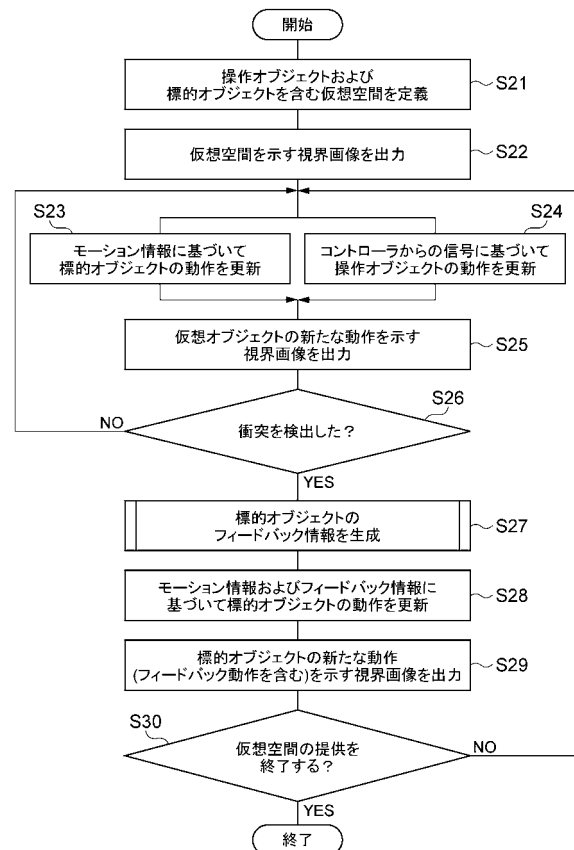 開始
操作オブジェクトおよび
標的オブジェクトを含む仮想空間を定義
S21
仮想空間を示す視界画像を出力
S22
S23
モーション情報に基づいて
標的オブジェクトの動作を更新
S24
コントローラからの信号に基づいて
操作オブジェクトの動作を更新
仮想オブジェクトの新たな動作を示す
視界画像を出力
S25
S26
衝突を検出した？
NO
YES
標的オブジェクトの
フィードバック情報を生成
S27
モーション情報およびフィードバック情報に
基づいて標的オブジェクトの動作を更新
S28
標的オブジェクトの新たな動作
(フィードバック動作を含む)を示す視界画像を出力
S29
S30
仮想空間の提供を
終了する？
NO
YES
終了